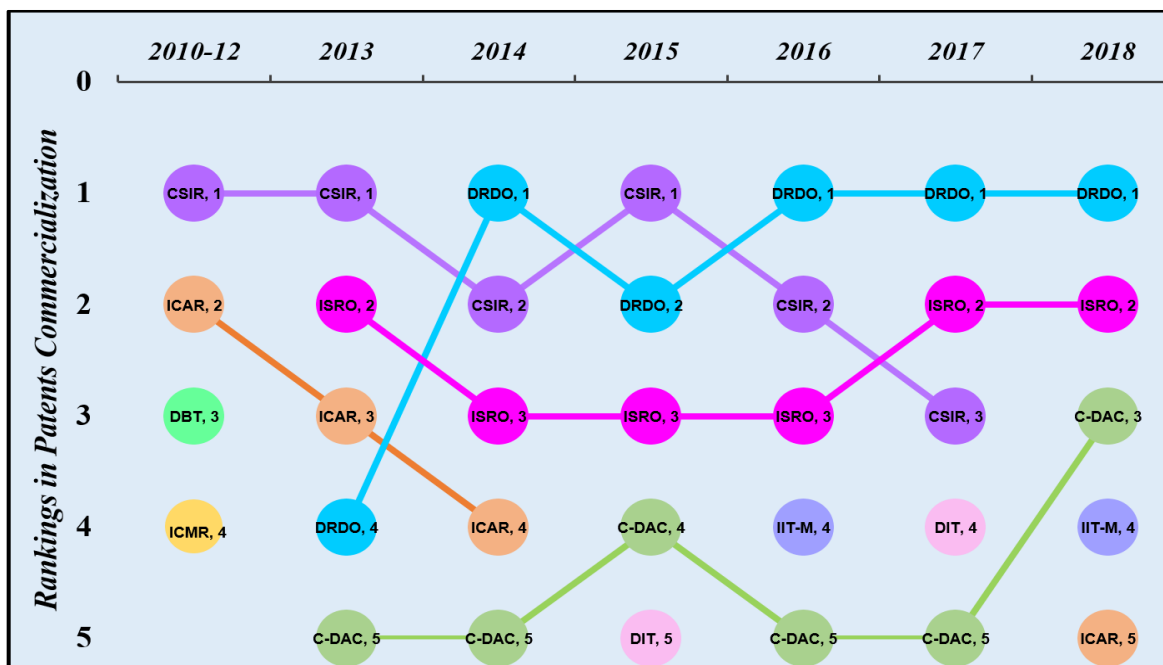 2010-12 2013 2014 2015 2016 2017 2018
0
Rankings in Patents Commercialization
1 CSIR, 1 CSIR, 1 DRDO, 1 CSIR, 1 DRDO, 1 DRDO, 1 DRDO, 1
2 ICAR, 2 ISRO, 2 CSIR, 2 DRDO, 2 CSIR, 2 ISRO, 2 ISRO, 2
3 DBT, 3 ICAR, 3 ISRO, 3 ISRO, 3 ISRO, 3 CSIR, 3 C-DAC, 3
4 ICMR, 4 DRDO, 4 ICAR, 4 C-DAC, 4 IIT-M, 4 DIT, 4 IIT-M, 4
5 C-DAC, 5 C-DAC, 5 DIT, 5 C-DAC, 5 C-DAC, 5 ICAR, 5